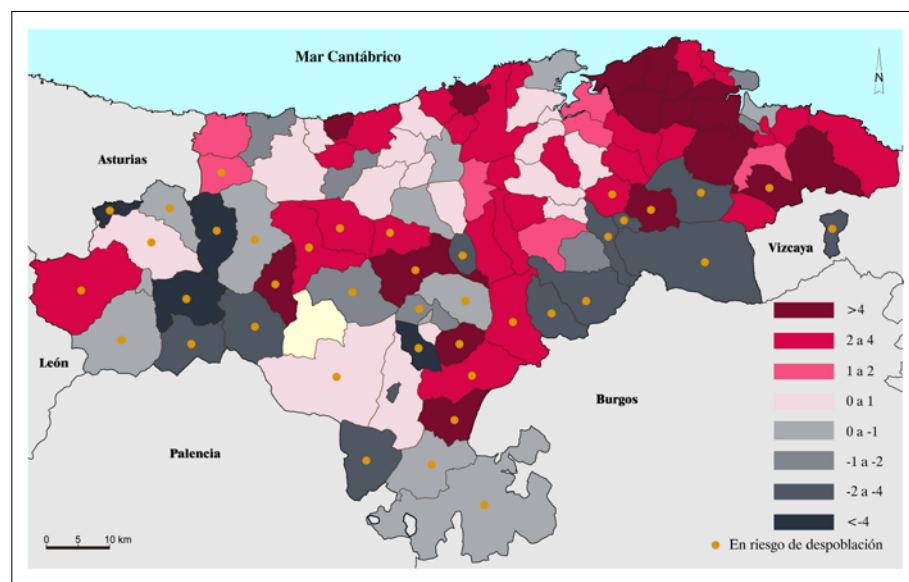 Mar Cantábrico
N
Asturias
Vizcaya
León
Burgos
Palencia
>4
2 a 4
1 a 2
0 a 1
0 a -1
-1 a -2
-2 a -4
<-4
En riesgo de despoblación
0 5 10 km